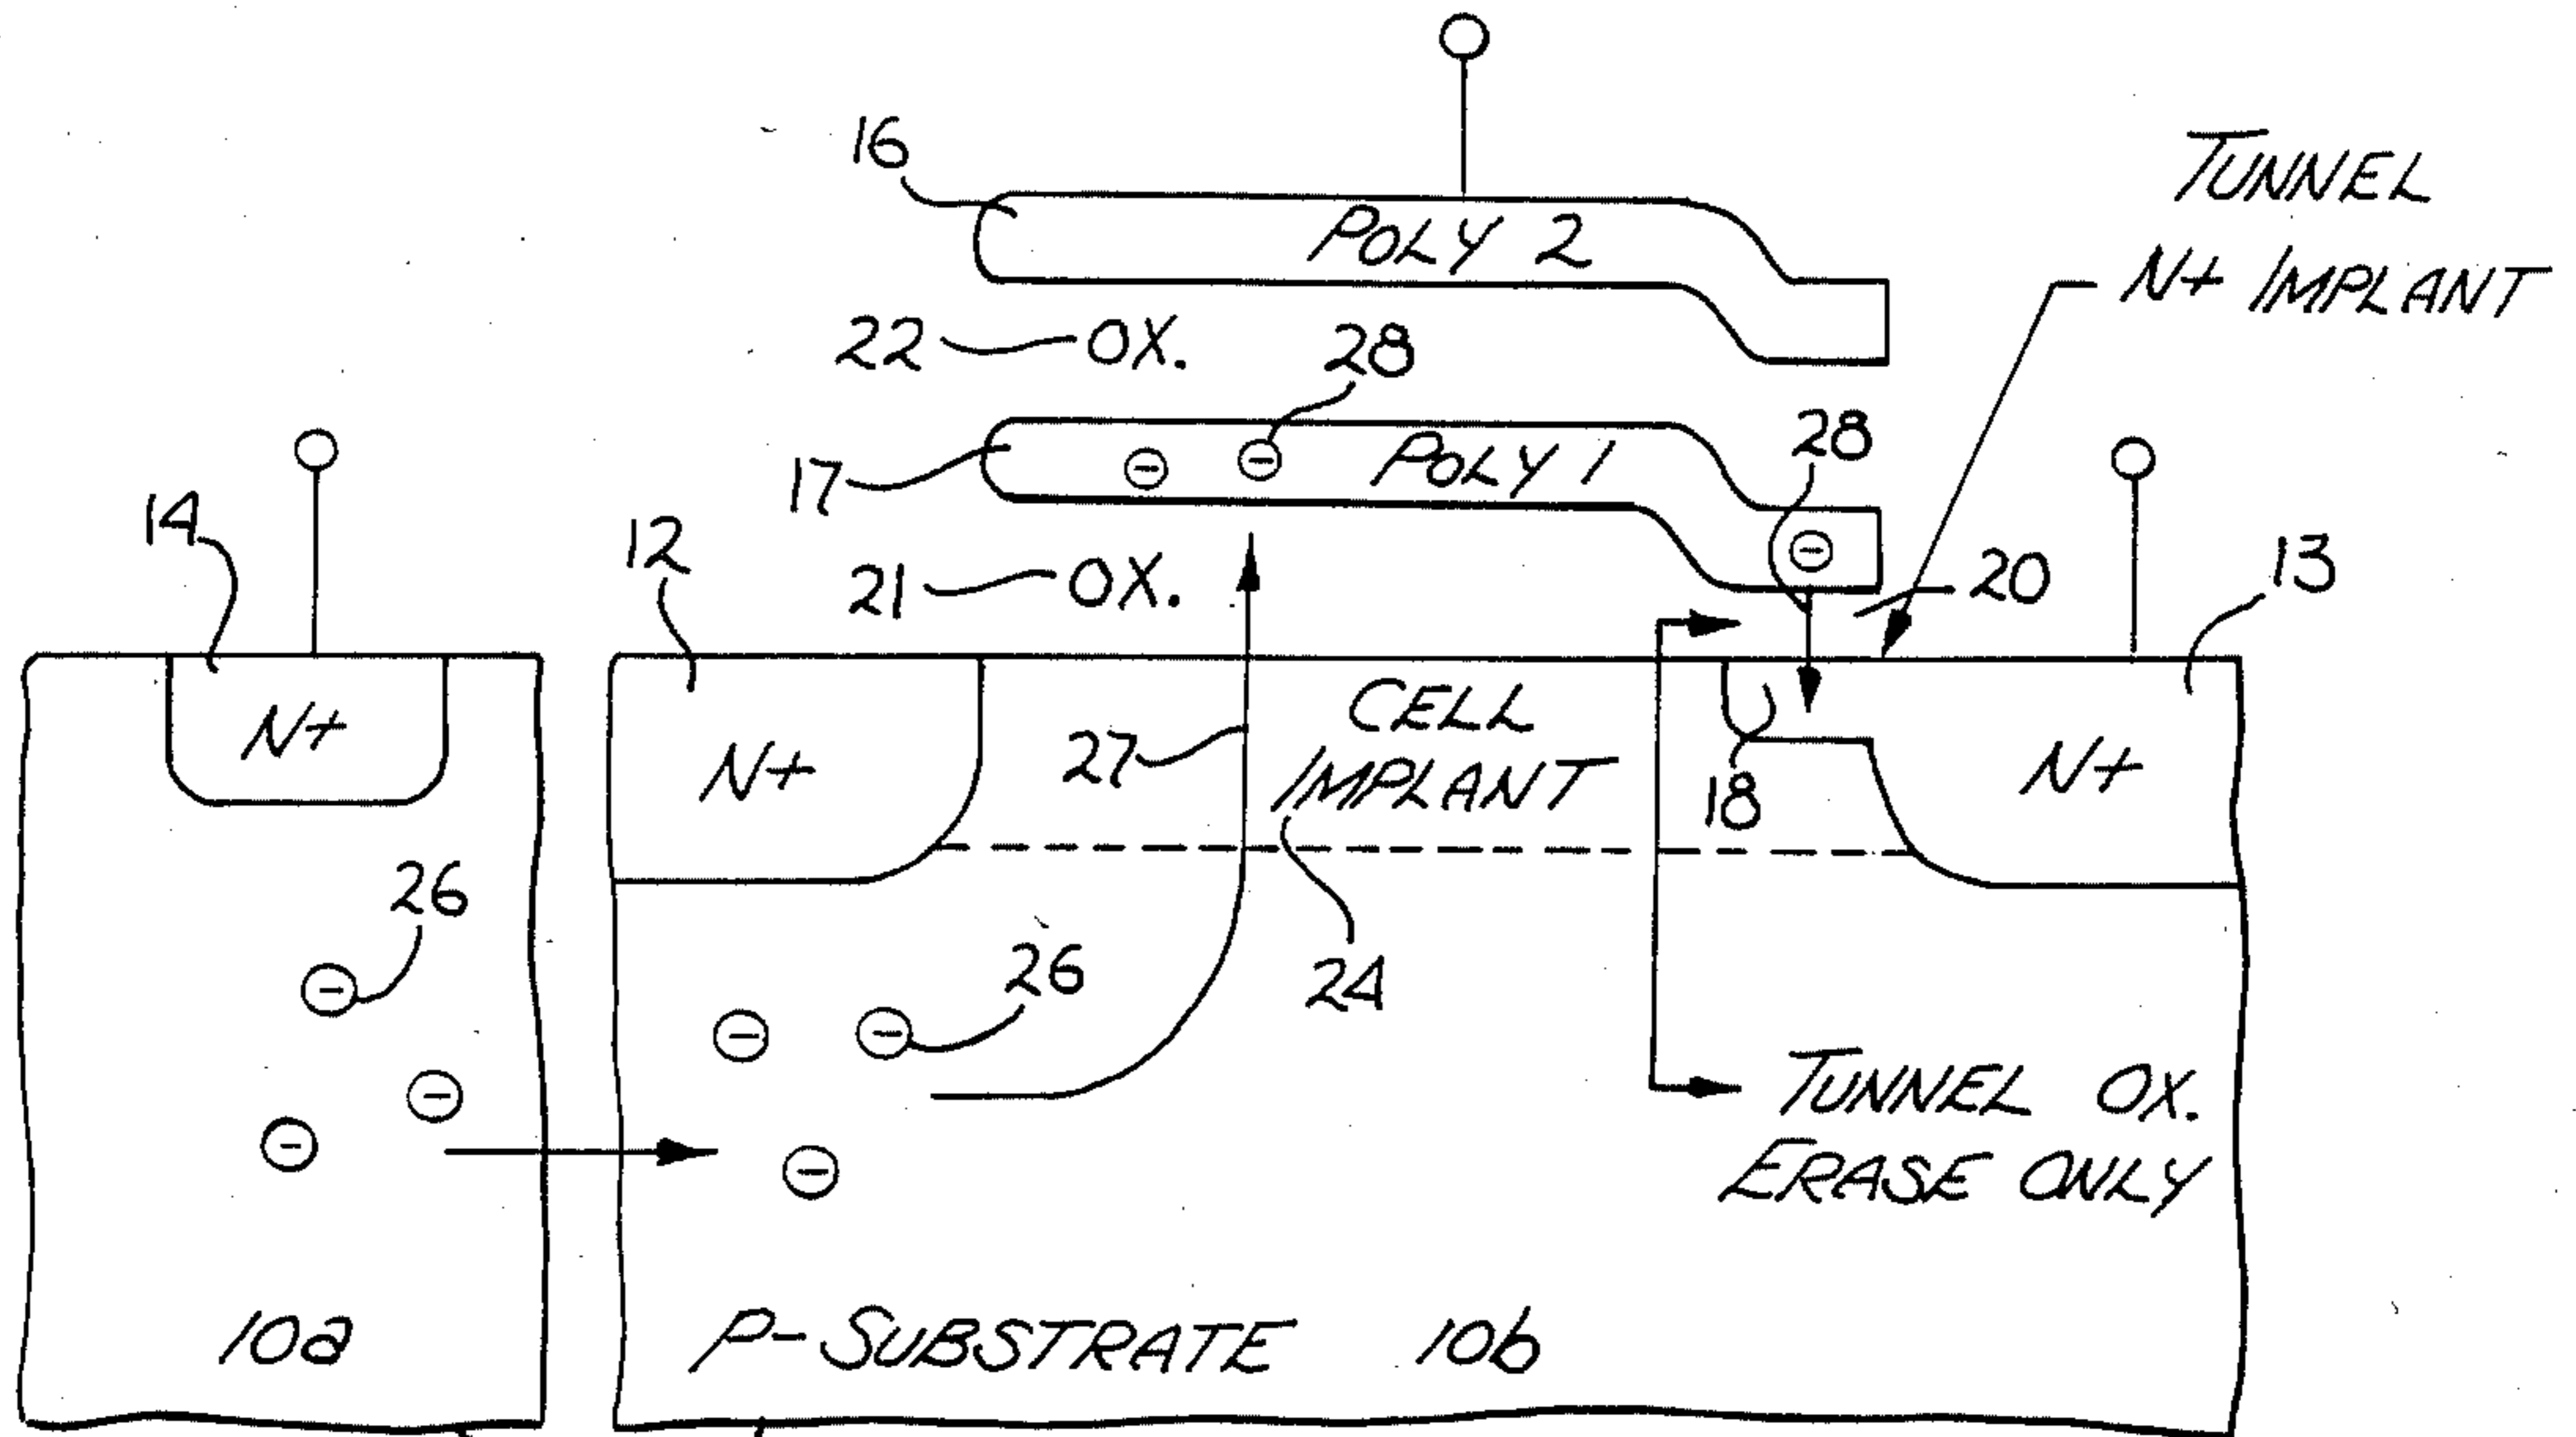 16
POLY 2
TUNNEL
N+ IMPLANT
22
OX.
28
17
POLY 1
28
14
12
21
OX.
20
13
N+
N+
27
CELL
IMPLANT
18
N+
26
26
24
TUNNEL OX.
ERASE ONLY
10a
P-SUBSTRATE
10b